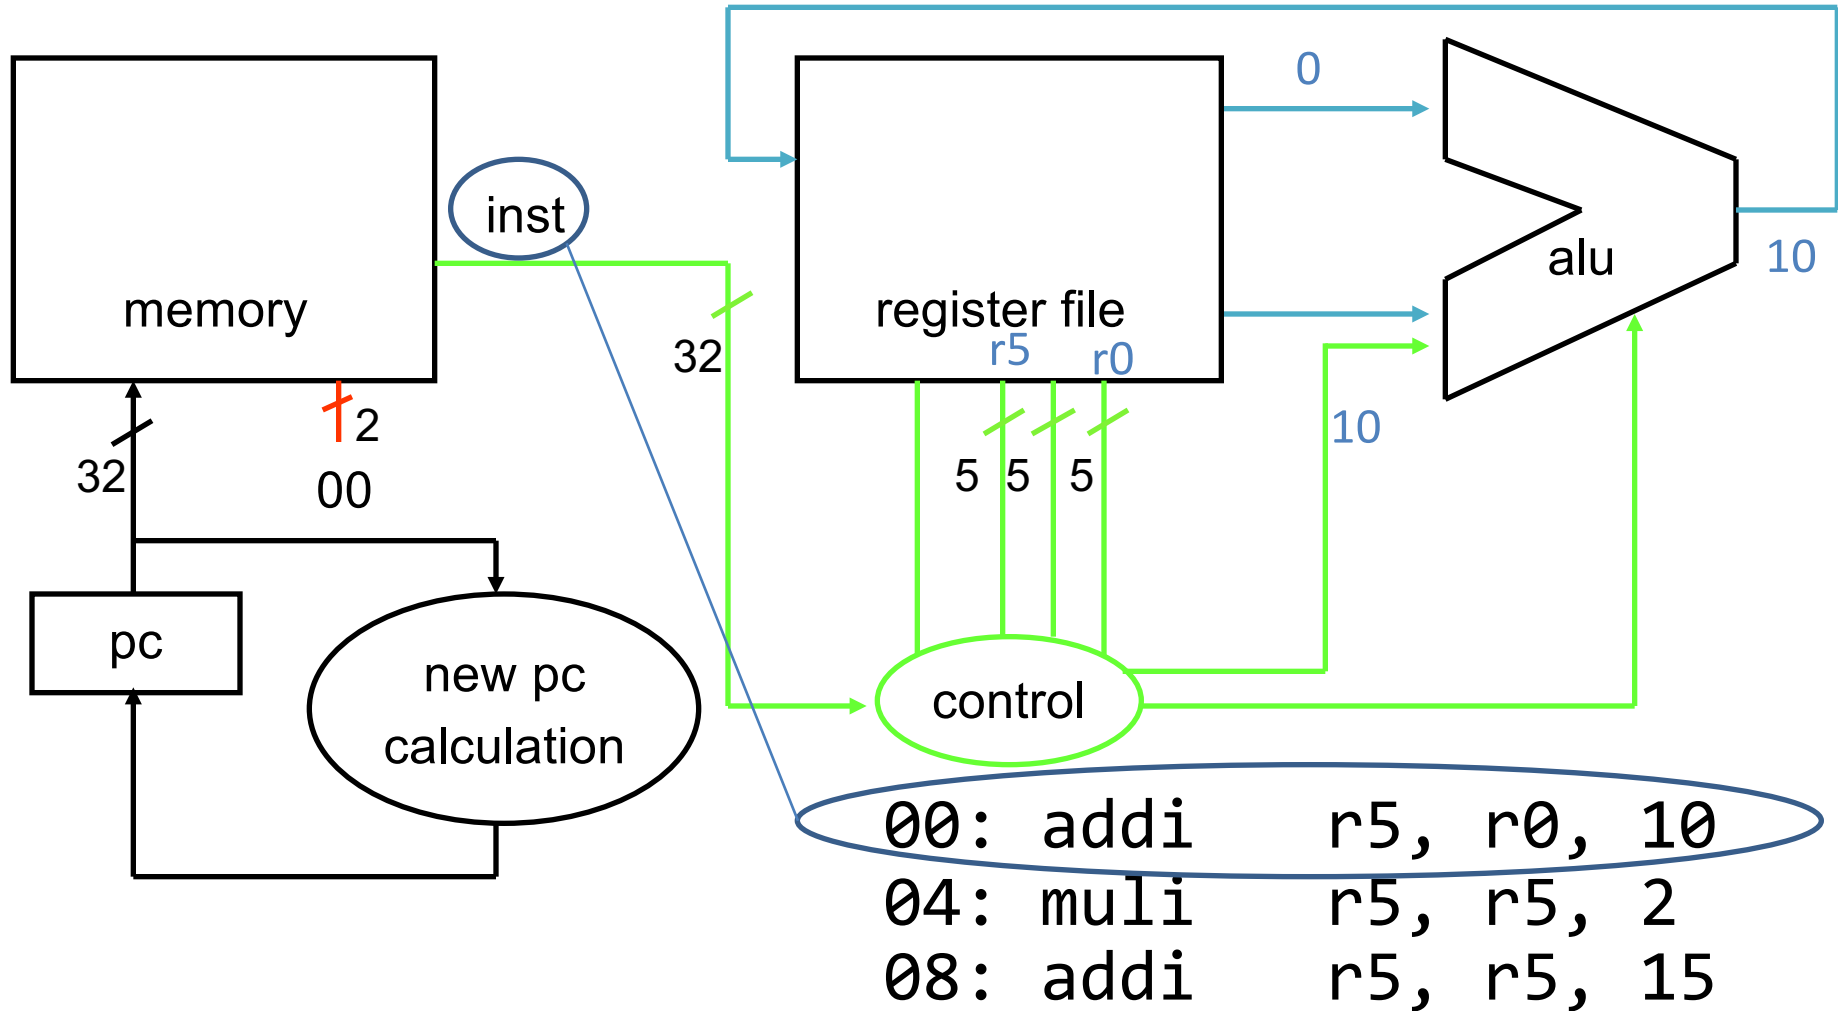 0
inst
alu
10
memory
register file
32
r5
r0
2
10
32
00
5
5
5
pc
new pc
calculation
control
00: addi r5, r0, 10
04: muli r5, r5, 2
08: addi r5, r5, 15